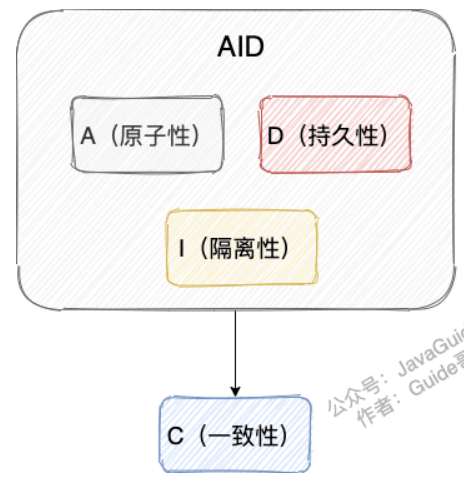 AID
A（原子性）
D（持久性）
I（隔离性）
公众号：JavaGuide
作者：Guide哥
C（一致性）